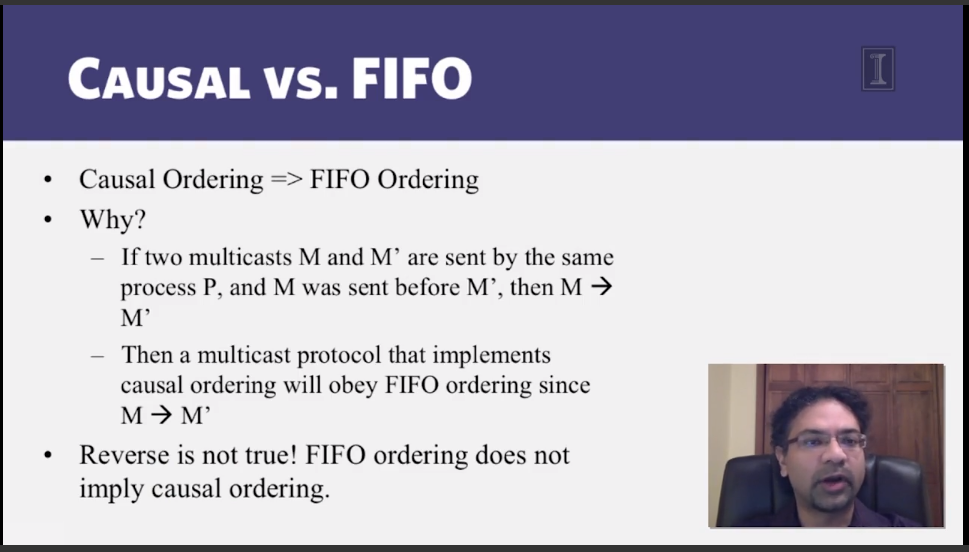 CAUSAL VS. FIFO
I
• Causal Ordering => FIFO Ordering
• Why?
– If two multicasts M and M’ are sent by the same
process P, and M was sent before M’, then M →
M’
– Then a multicast protocol that implements
causal ordering will obey FIFO ordering since
M → M’
• Reverse is not true! FIFO ordering does not
imply causal ordering.